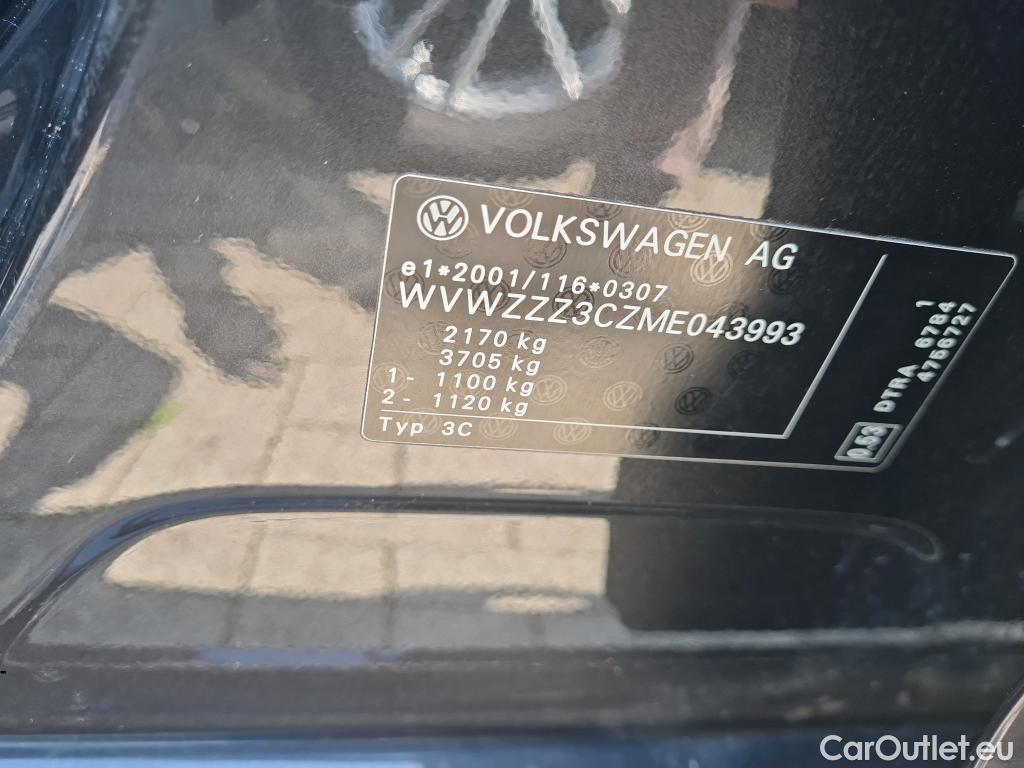 VOLKSWAGEN AG
e1*2001/116*0307
WVWZZZ3CZME043993
2170 kg
3705 kg
1- 1100 kg
2- 1120 kg
Typ 3C
0.53 DTRA 6784 1
4756727
CarOutlet.eu